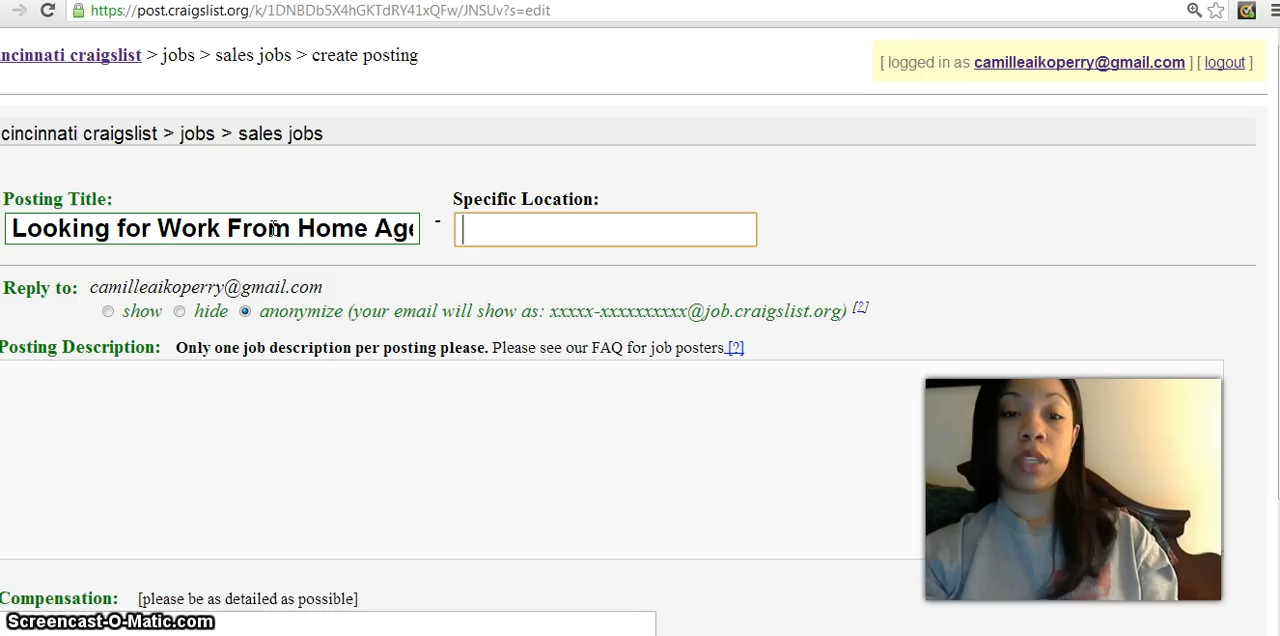 https://post.craigslist.org/k/1DNBDb5X4hGKTdRY41xQFw/JNSUv?s=edit
ncincinnati craigslist > jobs > sales jobs > create posting
[ logged in as camilleaikoperry@gmail.com ] [ logout ]
cincinnati craigslist > jobs > sales jobs
Posting Title:
Specific Location:
Looking for Work From Home Age
-
Reply to: camilleaikoperry@gmail.com
show hide anonymize (your email will show as: xxxxx-xxxxxxxxxx@job.craigslist.org) [?]
Posting Description: Only one job description per posting please. Please see our FAQ for job posters [?]
Compensation: [please be as detailed as possible]
Screencast-O-Matic.com